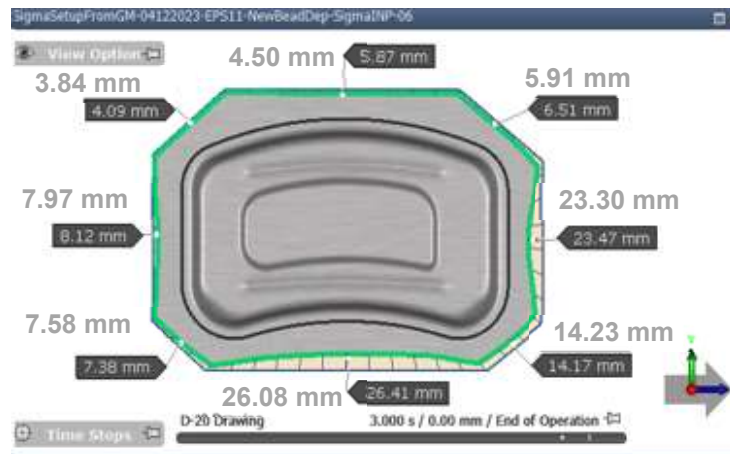 SigmaSetupFromGM-04122023-EPS11-NewBeadDep-SigmaINP-06
View Option
4.50 mm
5.87 mm
3.84 mm
4.09 mm
5.91 mm
6.51 mm
7.97 mm
8.12 mm
23.30 mm
23.47 mm
7.58 mm
7.38 mm
14.23 mm
14.17 mm
26.08 mm
26.41 mm
Y
D-20 Drawing 3.000 s / 0.00 mm / End of Operation
Time Steps